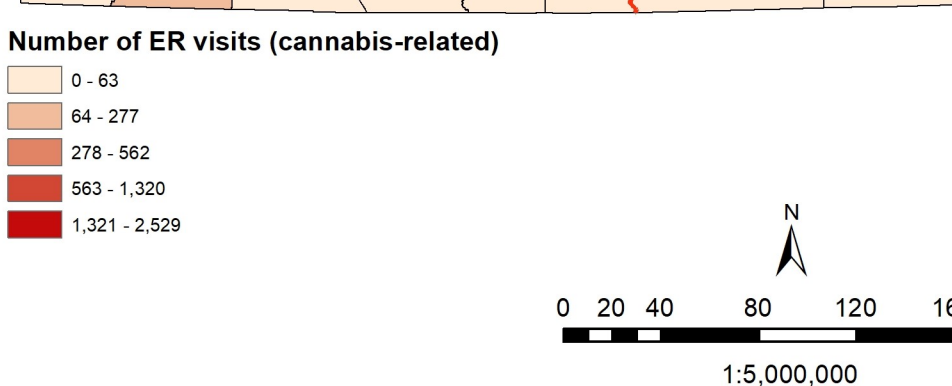 Number of ER visits (cannabis-related)
0 - 63
64 - 277
278 - 562
563 - 1,320
1,321 - 2,529
N
0 20 40 80 120
1:5,000,000